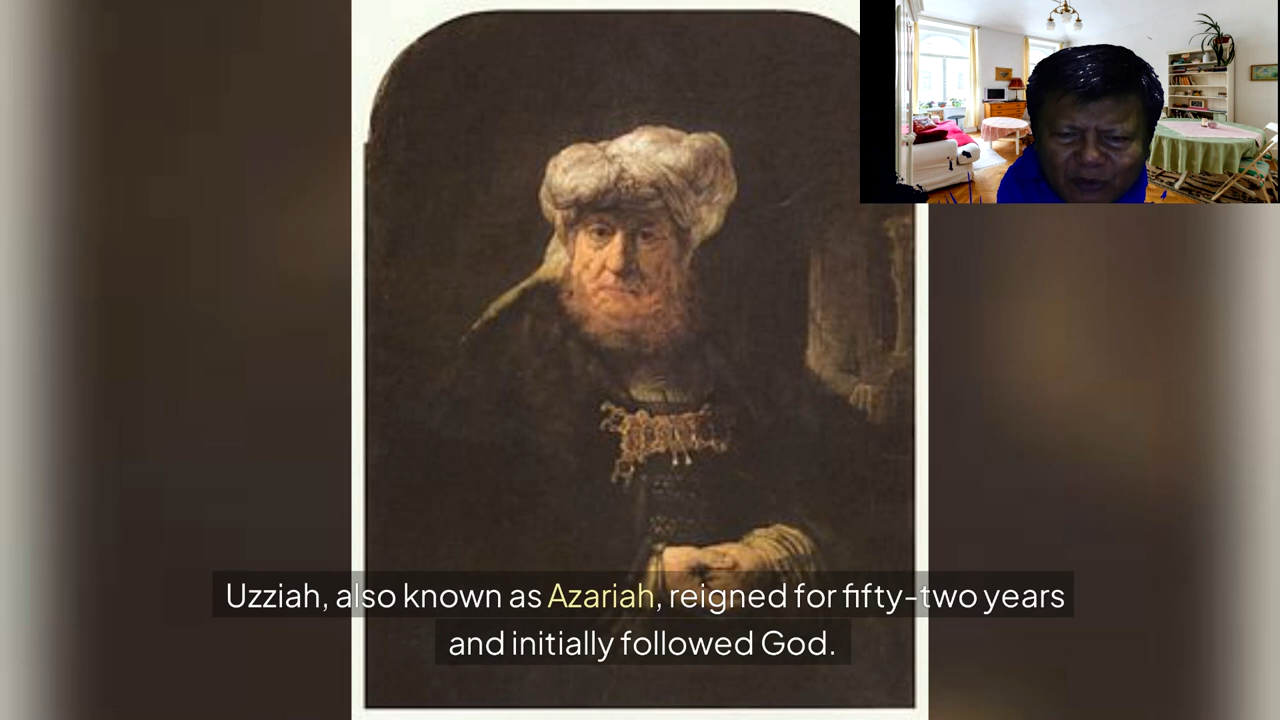 Uzziah, also known as Azariah, reigned for fifty-two years
and initially followed God.